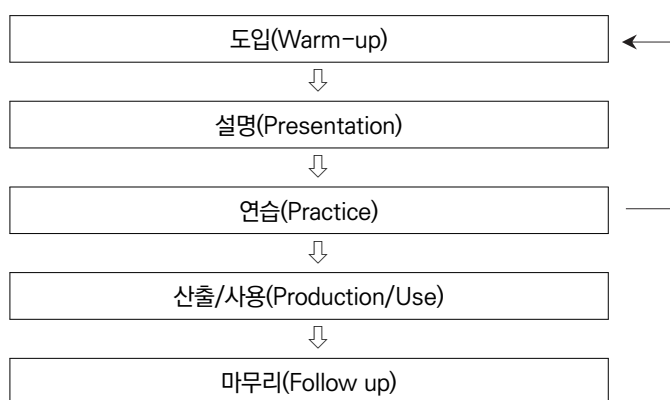 도입(Warm-up)
설명(Presentation)
연습(Practice)
산출/사용(Production/Use)
마무리(Follow up)